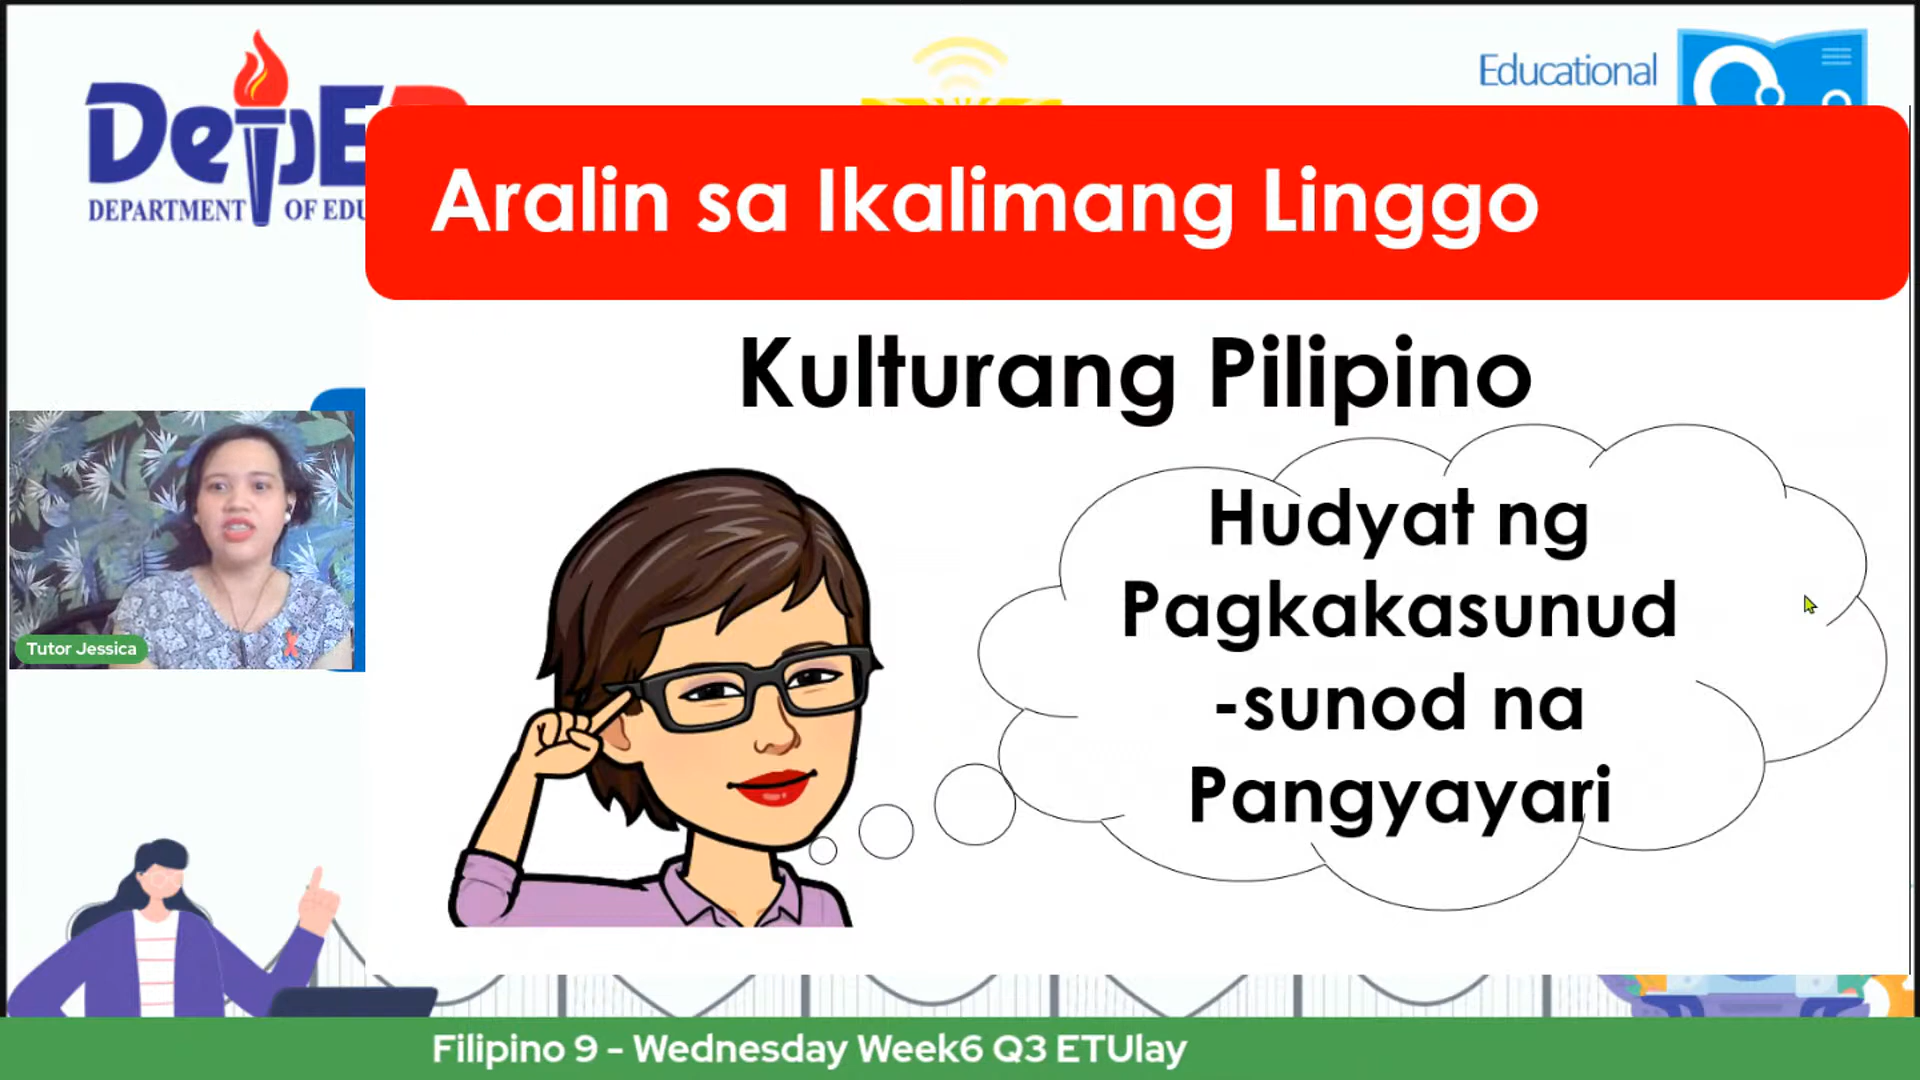 DepE
DEPARTMENT OF EDU
Educational
Aralin sa Ikalimang Linggo
Kulturang Pilipino
Hudyat ng
Pagkakasunud
-sunod na
Pangyayari
Tutor Jessica
Filipino 9 - Wednesday Week6 Q3 ETUlay